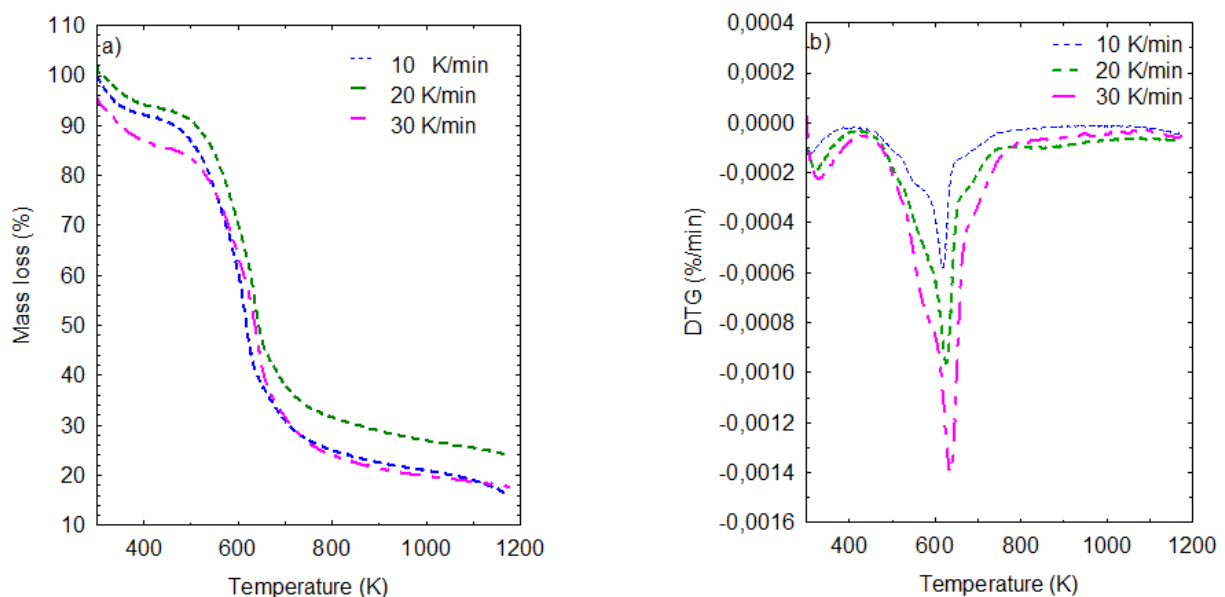 a)
10 K/min
20 K/min
30 K/min
110
100
90
80
70
60
50
40
30
20
10
Mass loss (%)
400 600 800 1000 1200
Temperature (K)
b)
10 K/min
20 K/min
30 K/min
0,0004
0,0002
0,0000
-0,0002
-0,0004
-0,0006
-0,0008
-0,0010
-0,0012
-0,0014
-0,0016
DTG (%/min)
400 600 800 1000 1200
Temperature (K)